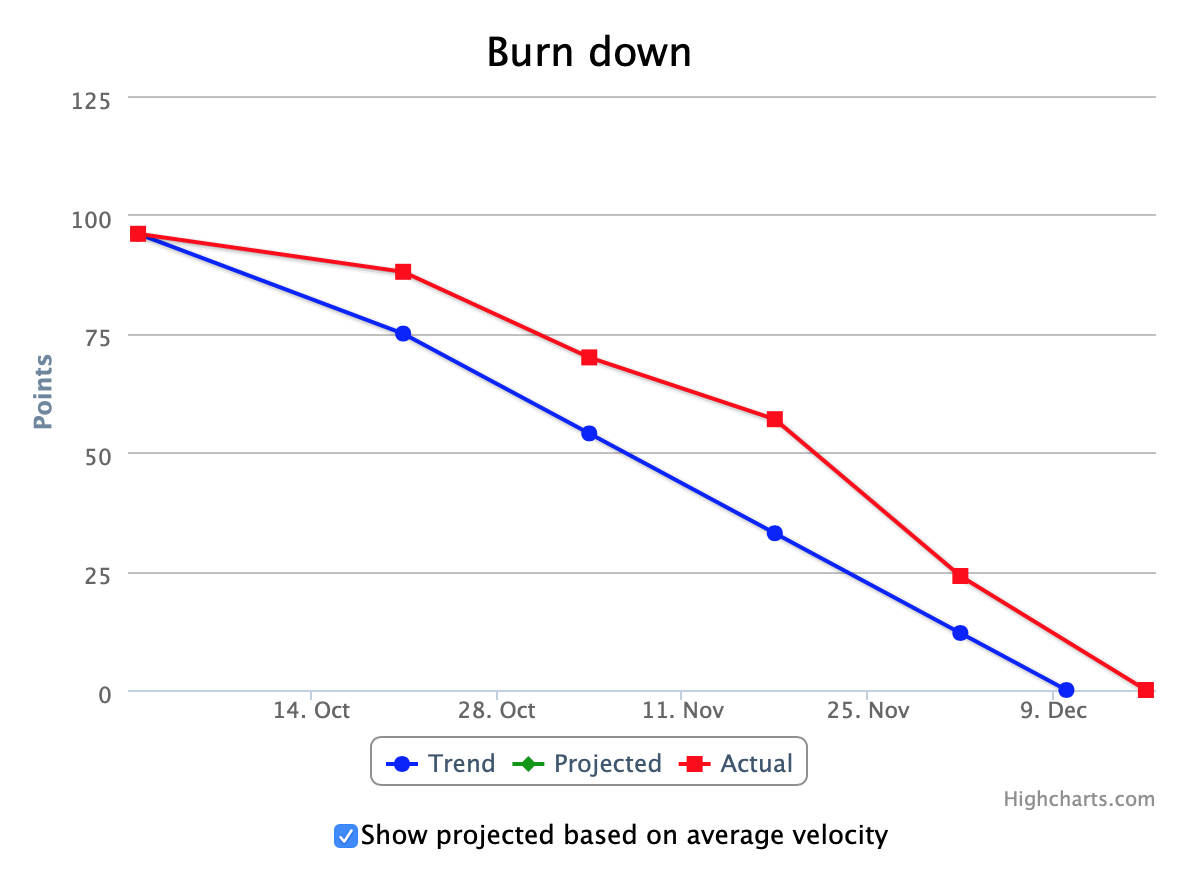 Burn down
125
100
75
50
25
0
Points
14. Oct 28. Oct 11. Nov 25. Nov 9. Dec
Trend Projected Actual
Highcharts.com
Show projected based on average velocity